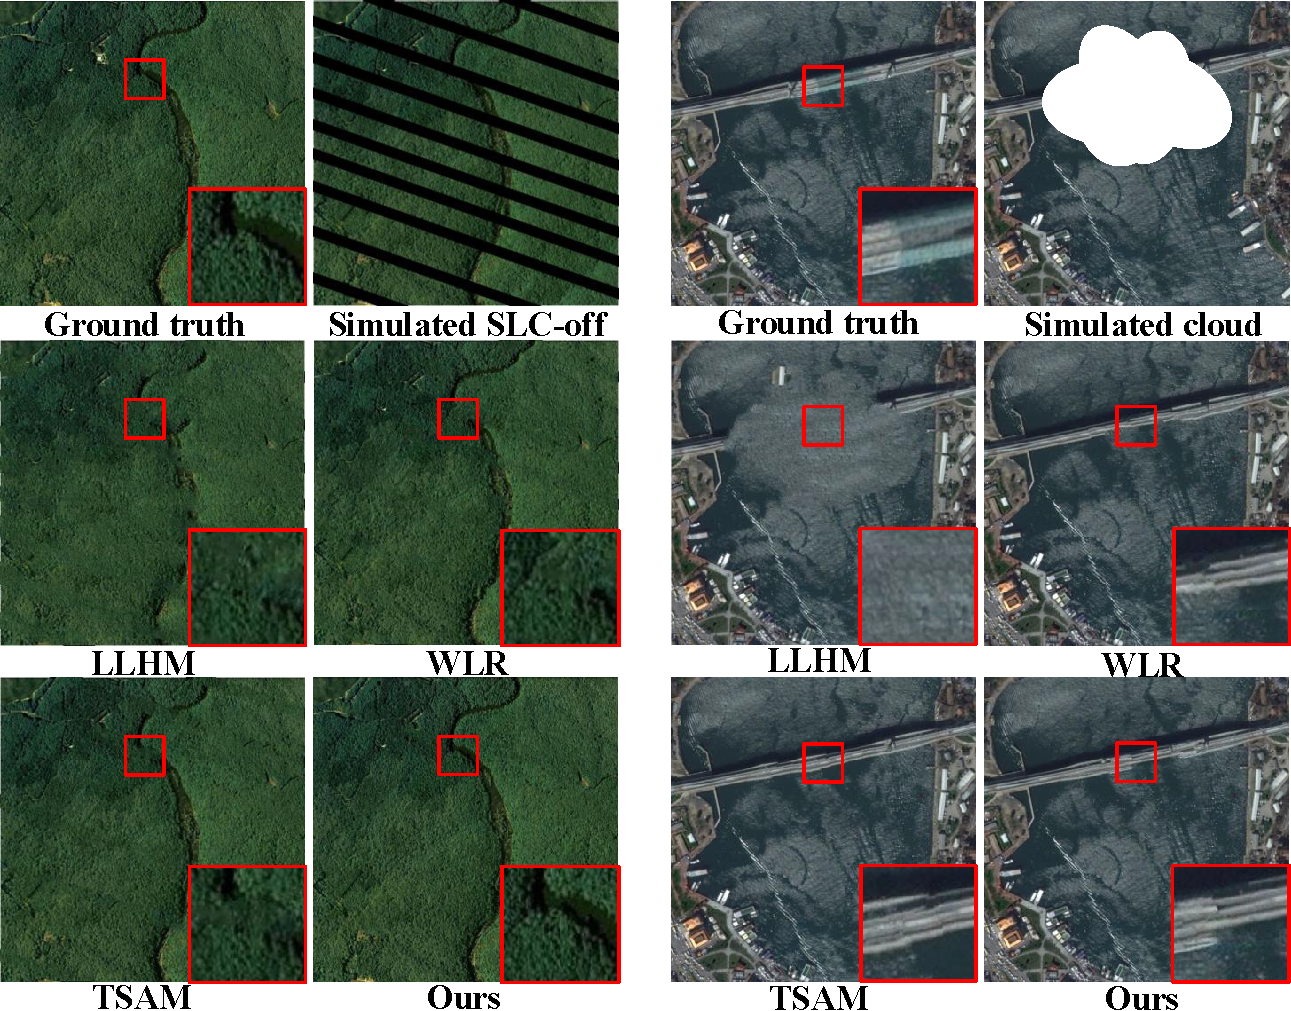 Ground truth
Simulated SLC-off
Ground truth
Simulated cloud
LLHM
WLR
LLHM
WLR
TSAM
Ours
TSAM
Ours